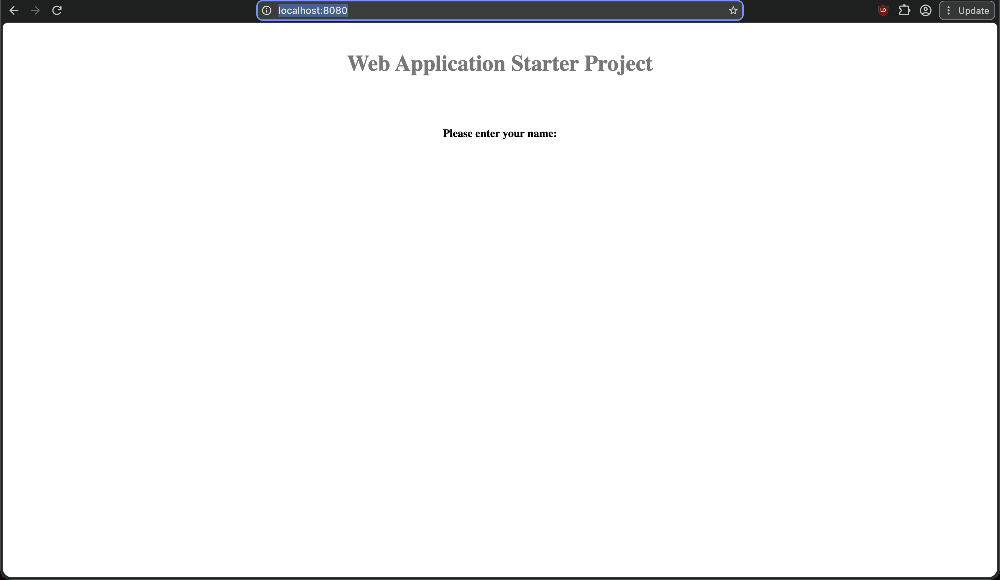 localhost:8080
Update
Web Application Starter Project
Please enter your name: